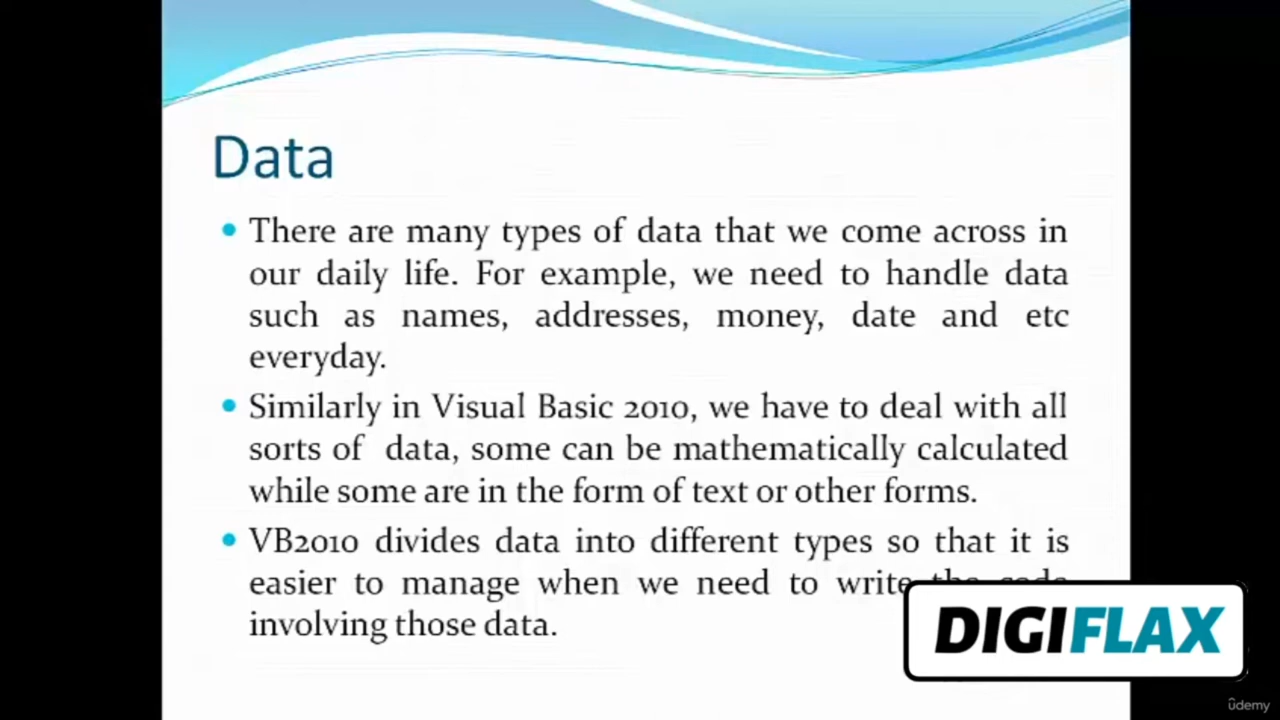 Data
There are many types of data that we come across in
our daily life. For example, we need to handle data
such as names, addresses, money, date and etc
everyday.
Similarly in Visual Basic 2010, we have to deal with all
sorts of data, some can be mathematically calculated
while some are in the form of text or other forms.
VB2010 divides data into different types so that it is
easier to manage when we need to write the code
involving those data.
DIGIFLAX
ûdemy